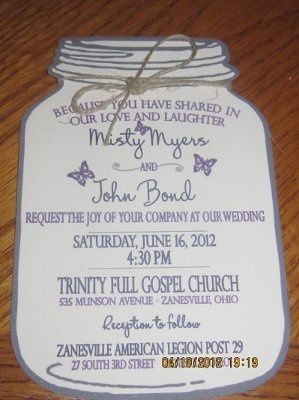 BECAUSE YOU HAVE SHARED IN
OUR LOVE AND LAUGHTER
Misty Myers
AND
John Bond
REQUEST THE JOY OF YOUR COMPANY AT OUR WEDDING
SATURDAY, JUNE 16, 2012
4:30 PM
TRINITY FULL GOSPEL CHURCH
535 MUNSON AVENUE • ZANESVILLE, OHIO
Reception to follow
ZANESVILLE AMERICAN LEGION POST 29
27 SOUTH 3RD STREET
04/18/2012 19:19